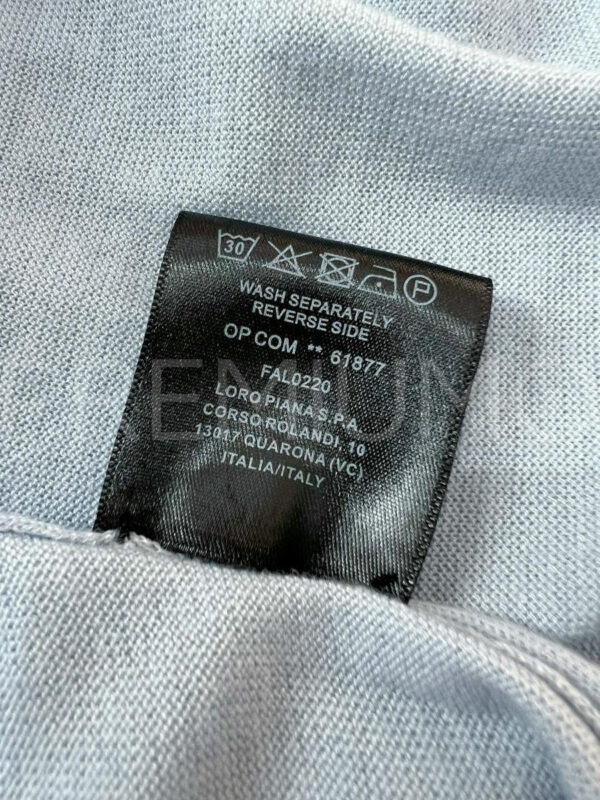 30 P
WASH SEPARATELY
REVERSE SIDE
OP COM ** 61877
FAL0220
LORO PIANA S.P.A
CORSO ROLANDI, 10
13017 QUARONA (VC)
ITALIA/ITALY